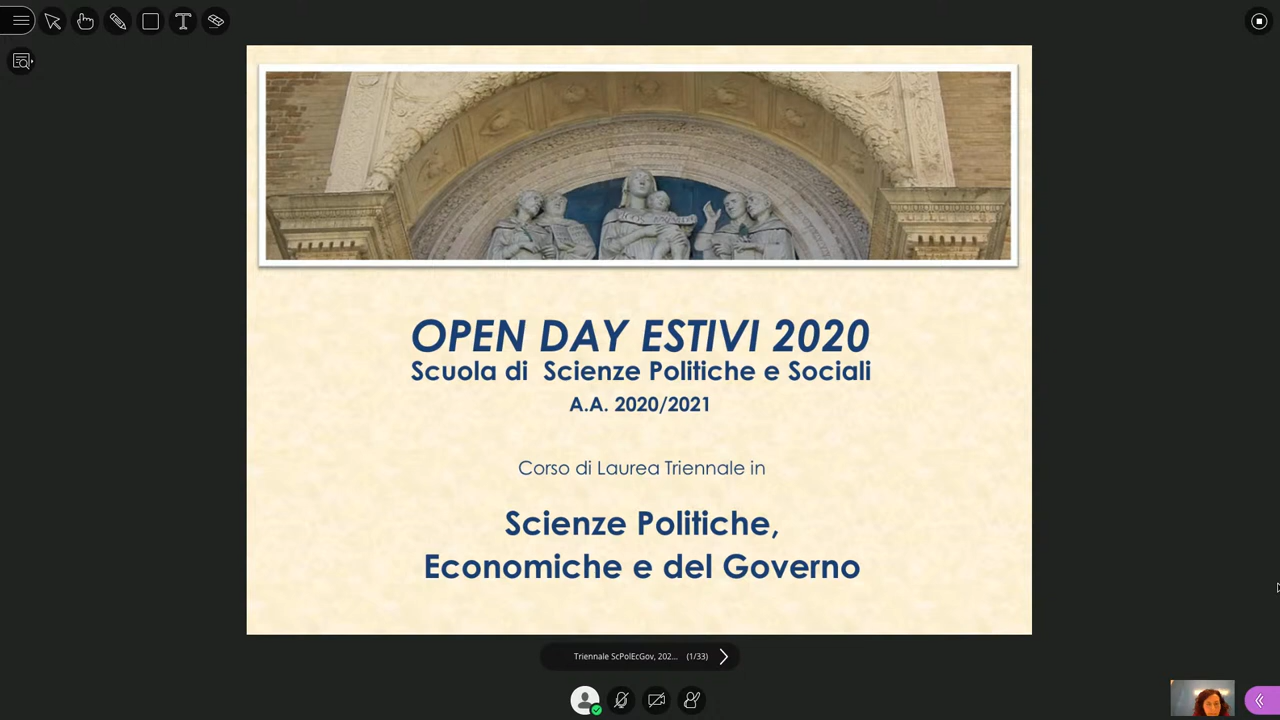 OPEN DAY ESTIVI 2020
Scuola di Scienze Politiche e Sociali
A.A. 2020/2021
Corso di Laurea Triennale in
Scienze Politiche,
Economiche e del Governo
Triennale ScPolEcGov, 202... (1/33)